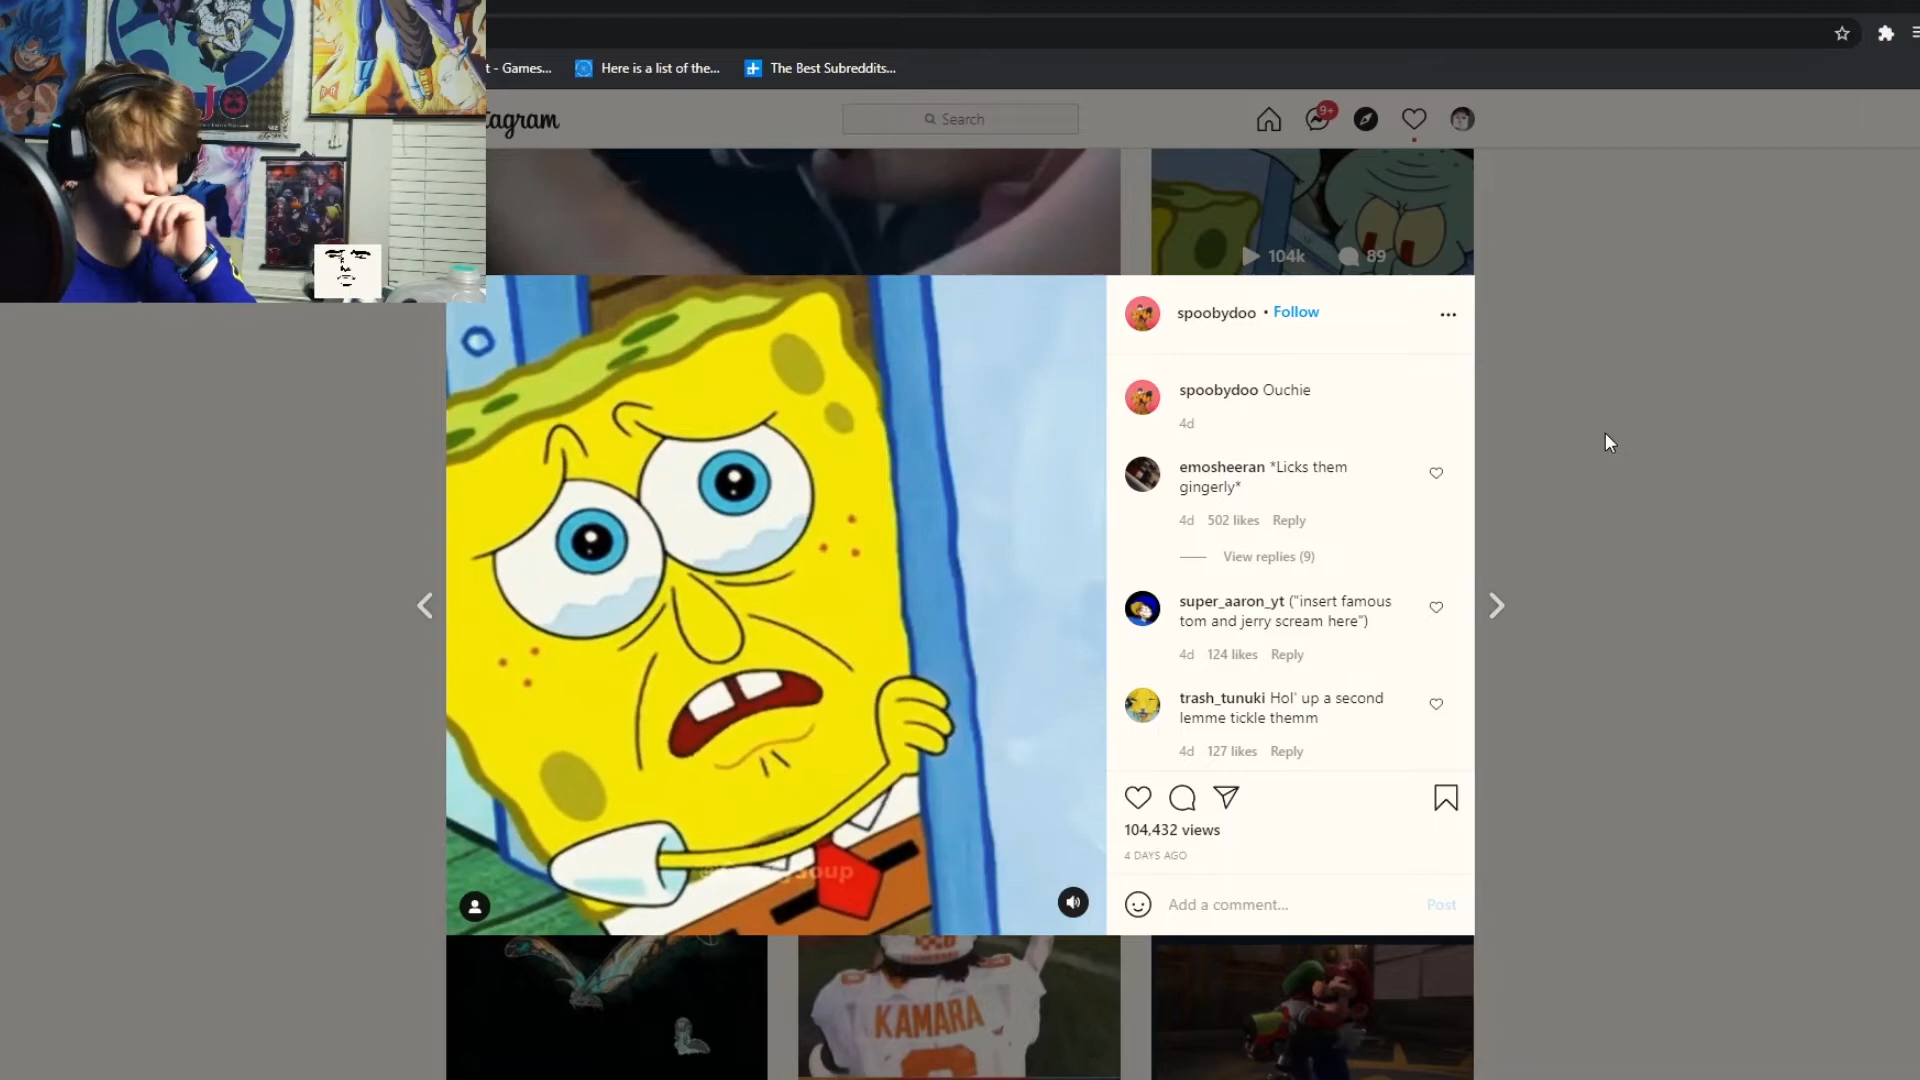 t - Games...
Here is a list of the...
The Best Subreddits...
tagram
Search
9+
104k
89
spoobydoo • Follow
spoobydoo Ouchie
4d
emosheeran *Licks them
gingerly*
4d 502 likes Reply
View replies (9)
super_aaron_yt ("insert famous
tom and jerry scream here")
4d 124 likes Reply
trash_tunuki Hol' up a second
lemme tickle themm
4d 127 likes Reply
104,432 views
4 DAYS AGO
Add a comment...
Post
KAMARA